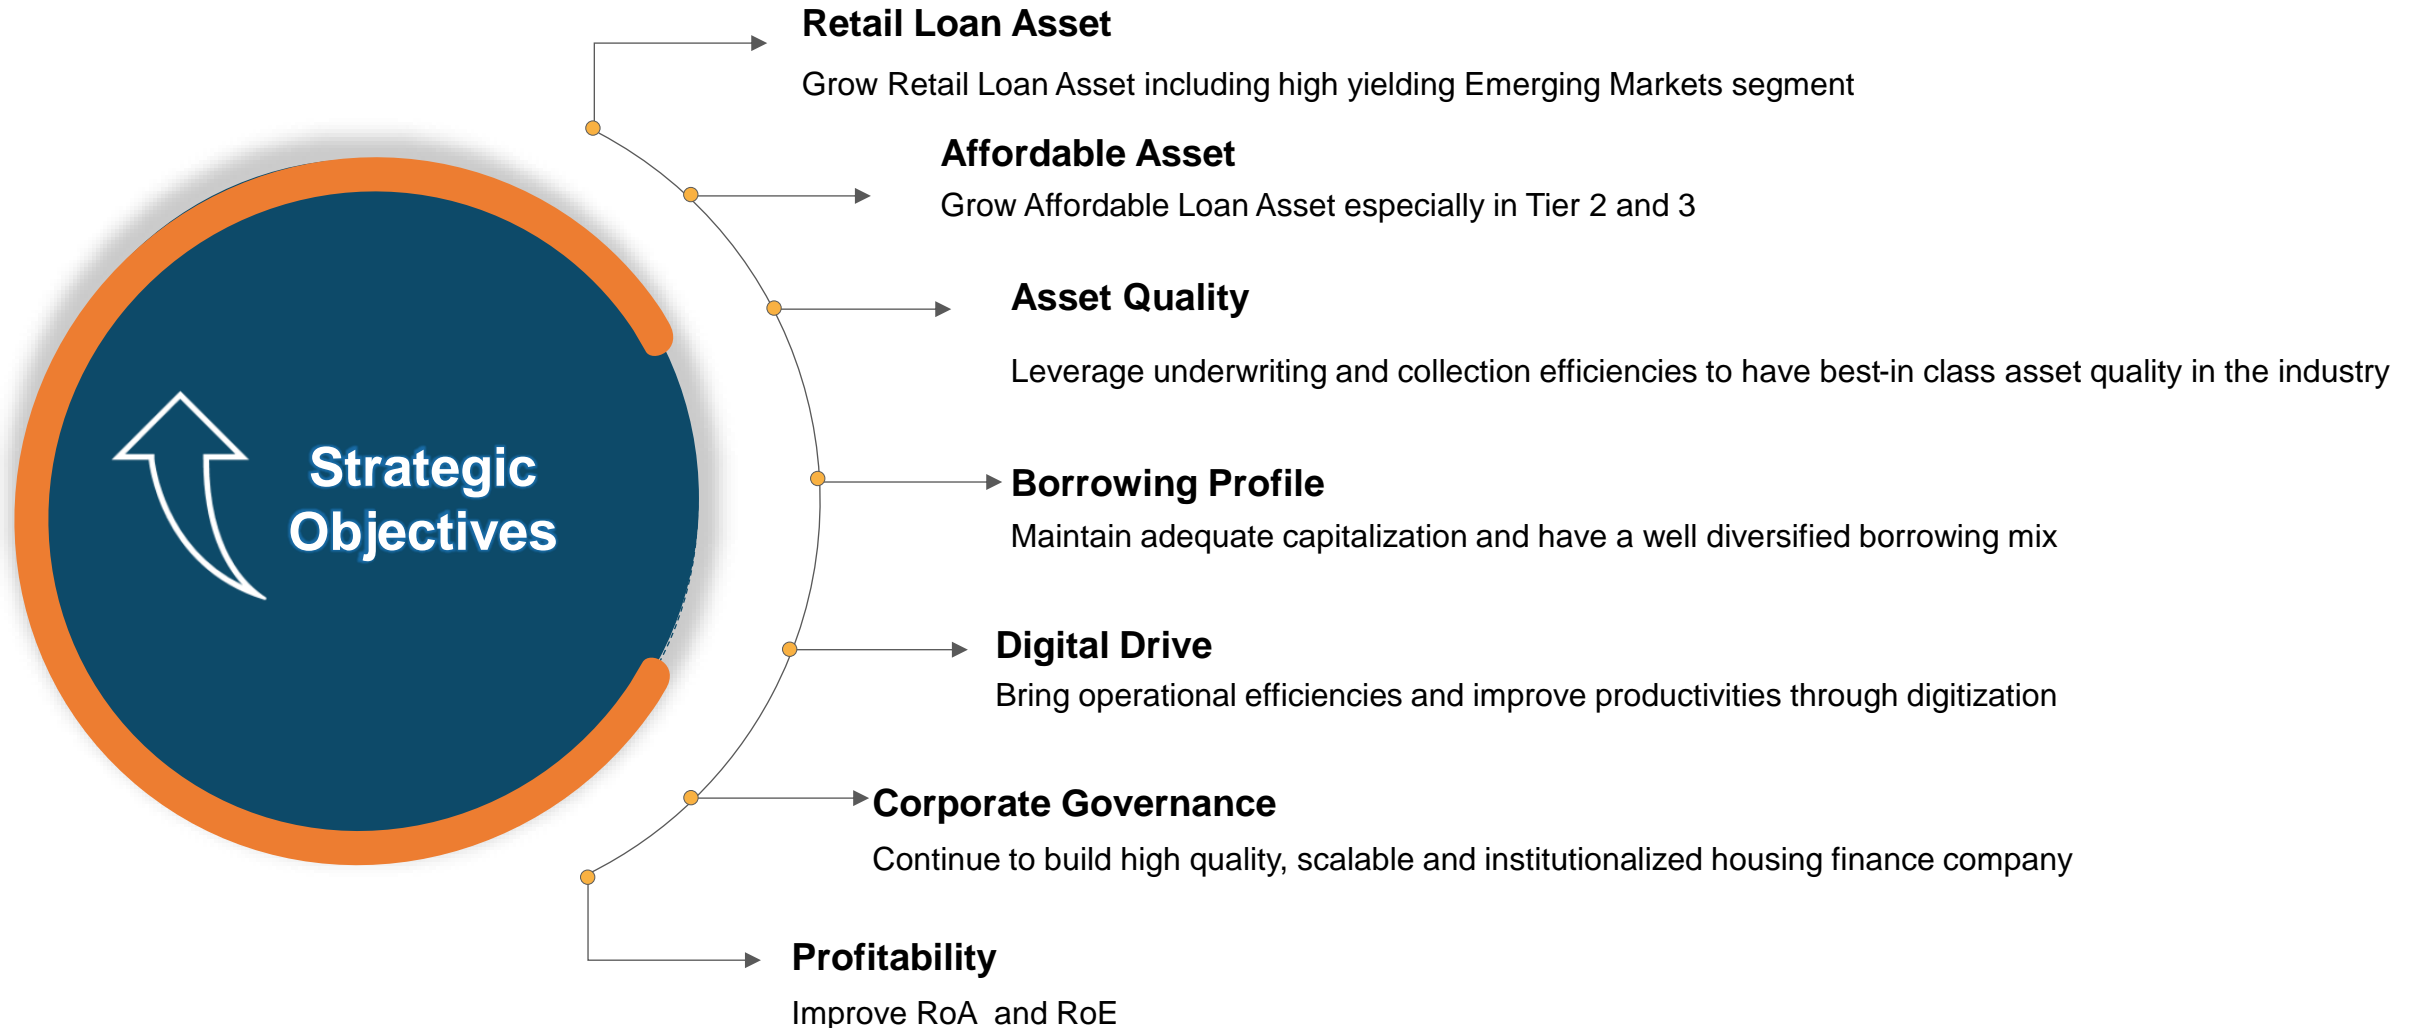 Retail Loan Asset
Grow Retail Loan Asset including high yielding Emerging Markets segment
Affordable Asset
Grow Affordable Loan Asset especially in Tier 2 and 3
Asset Quality
Leverage underwriting and collection efficiencies to have best-in class asset quality in the industry
Strategic
Objectives
Borrowing Profile
Maintain adequate capitalization and have a well diversified borrowing mix
Digital Drive
Bring operational efficiencies and improve productivities through digitization
Corporate Governance
Continue to build high quality, scalable and institutionalized housing finance company
Profitability
Improve RoA and RoE